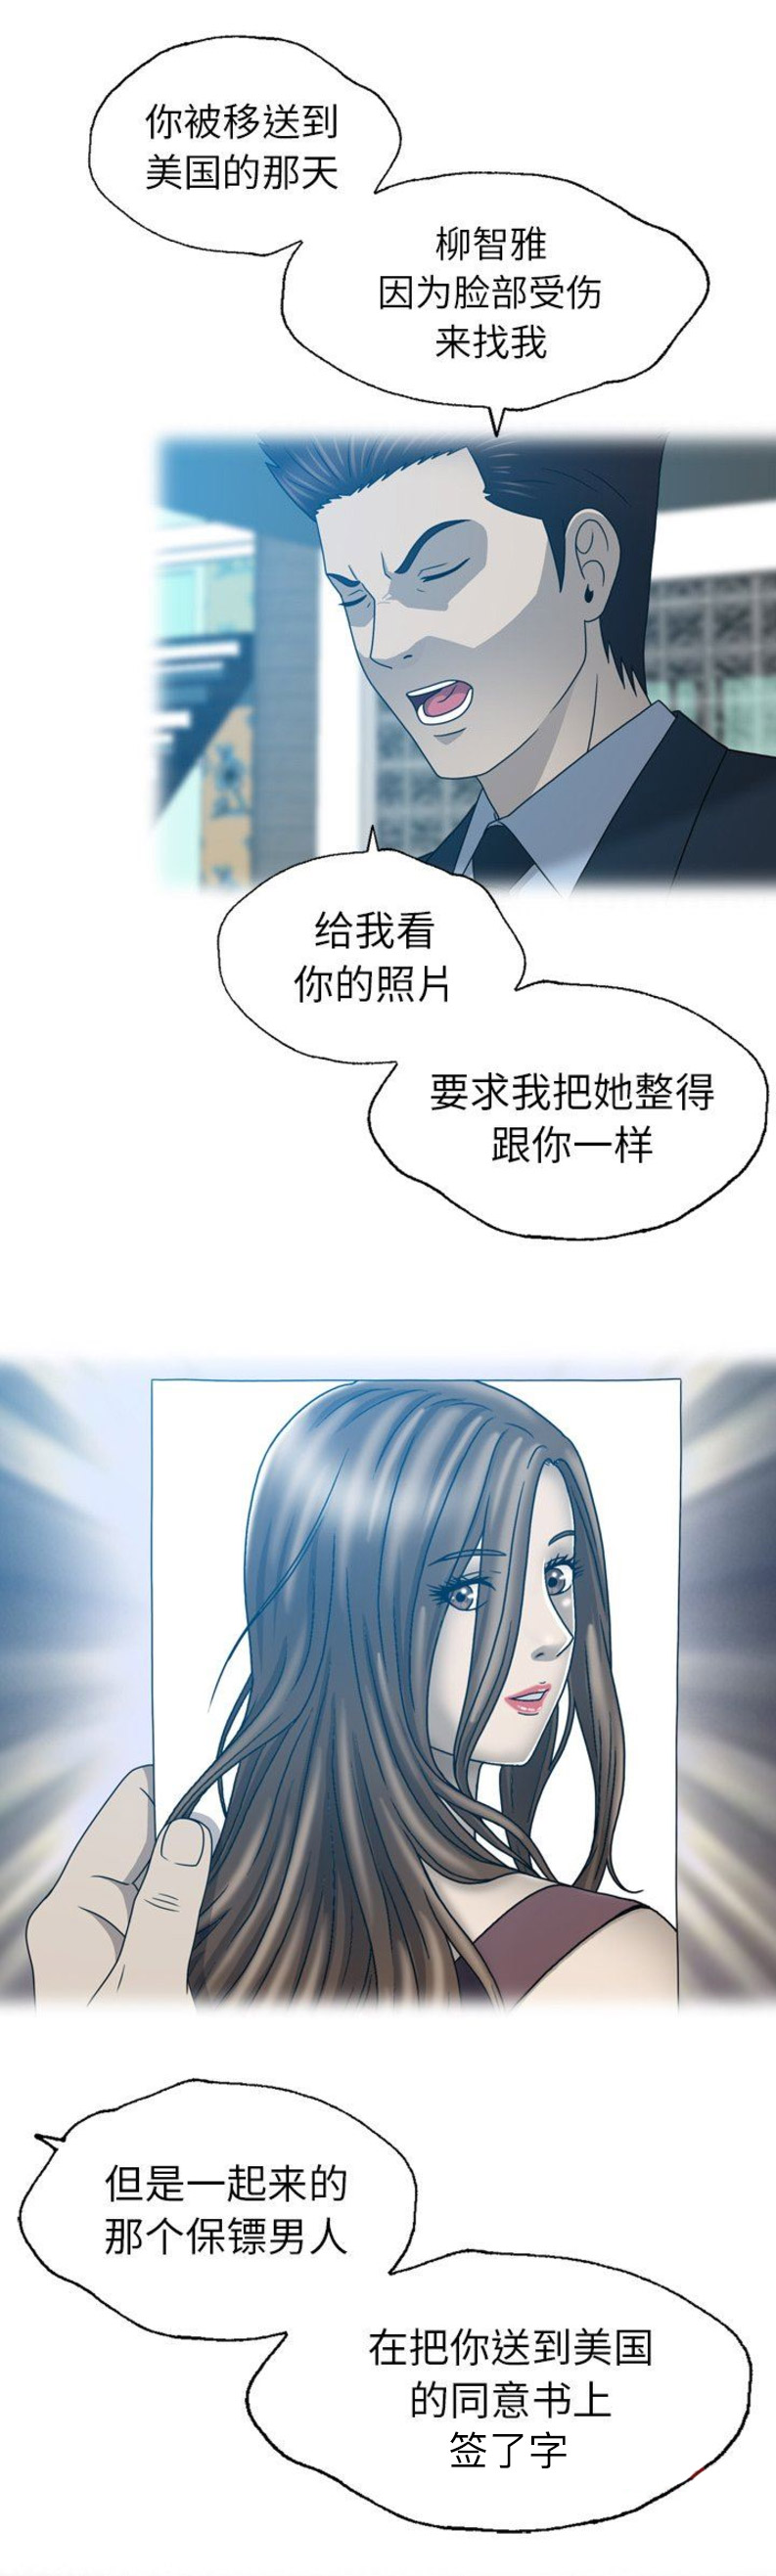 你被移送到
美国的那天
柳智雅
因为脸部受伤
来找我
给我看
你的照片
要求我把她整得
跟你一样
但是一起来的
那个保镖男人
在把你送到美国
的同意书上
签了字